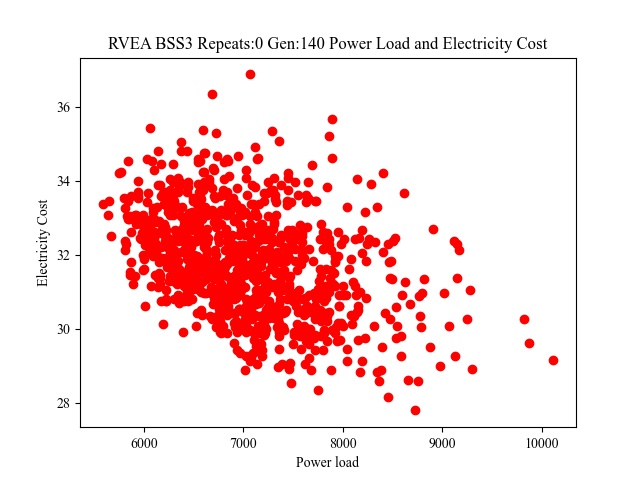 RVEA BSS3 Repeats:0 Gen:140 Power Load and Electricity Cost
36
34
32
30
28
Electricity Cost
6000 7000 8000 9000 10000
Power load